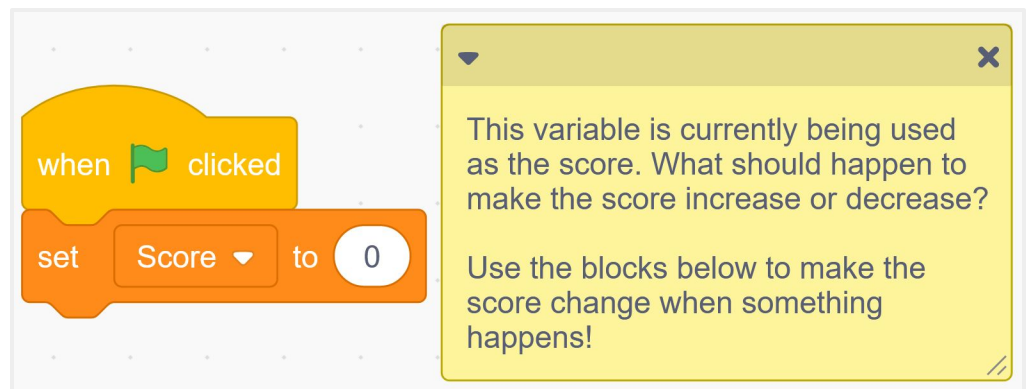 when clicked
set Score to 0
This variable is currently being used
as the score. What should happen to
make the score increase or decrease?
Use the blocks below to make the
score change when something
happens!